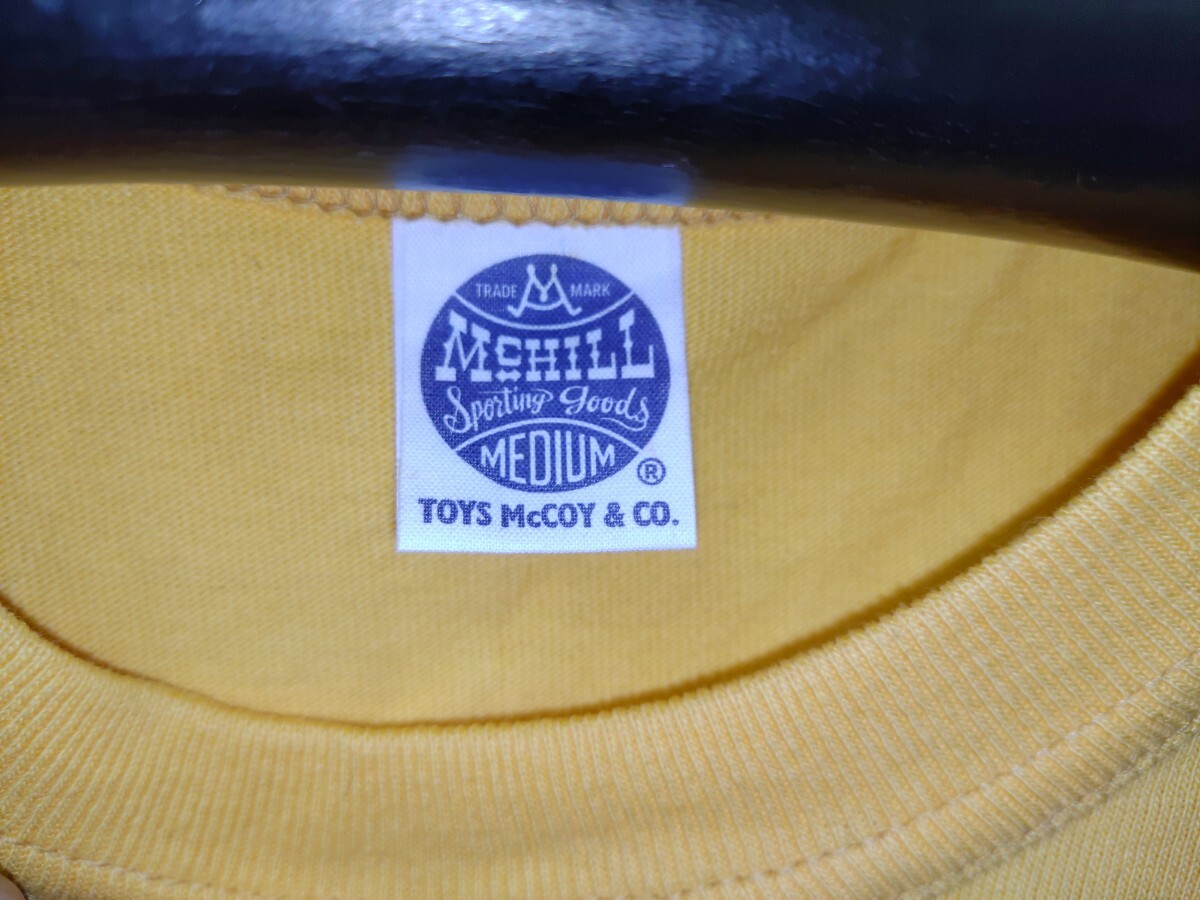 TRADE M MARK
McHILL
Sporting goods
MEDIUM
®
TOYS McCOY & CO.